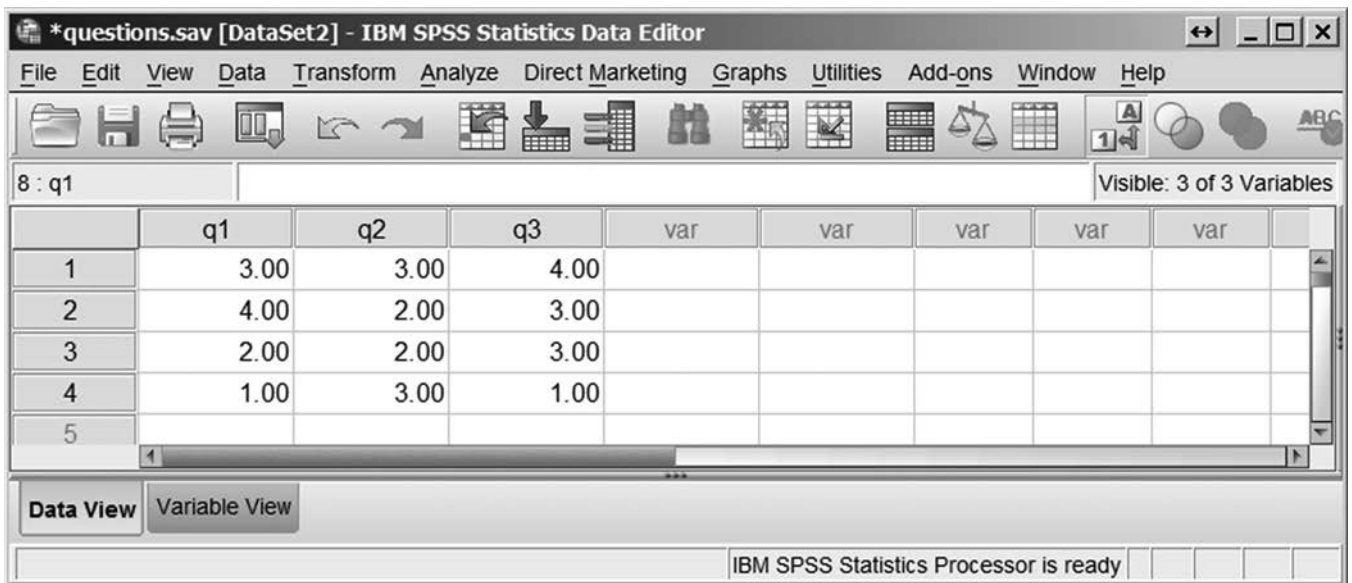 *questions.sav [DataSet2] - IBM SPSS Statistics Data Editor
File Edit View Data Transform Analyze Direct Marketing Graphs Utilities Add-ons Window Help
A
1
ABC
8 : q1 Visible: 3 of 3 Variables
q1 q2 q3 var var var var var
1 3.00 3.00 4.00
2 4.00 2.00 3.00
3 2.00 2.00 3.00
4 1.00 3.00 1.00
5
Data View Variable View
IBM SPSS Statistics Processor is ready